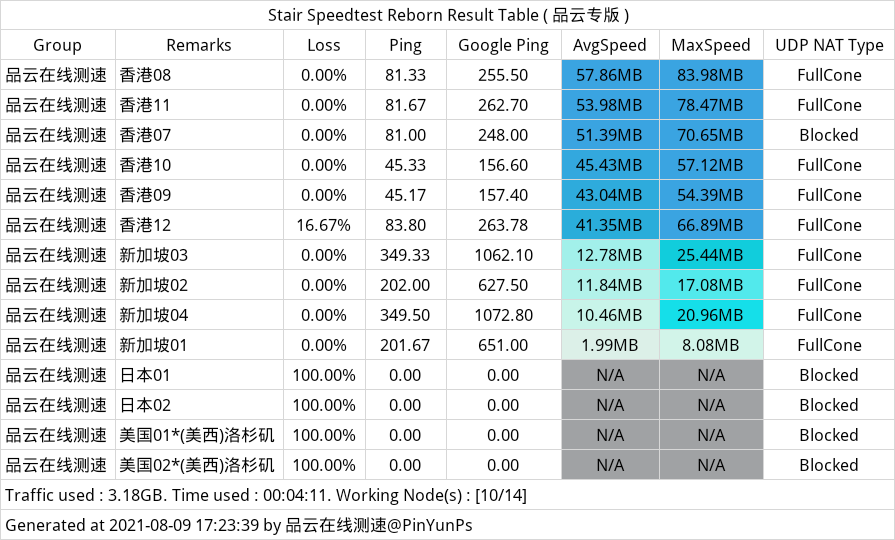 Stair Speedtest Reborn Result Table ( 品云专版 )
Group Remarks Loss Ping Google Ping AvgSpeed MaxSpeed UDP NAT Type
品云在线测速 香港08 0.00% 81.33 255.50 57.86MB 83.98MB FullCone
品云在线测速 香港11 0.00% 81.67 262.70 53.98MB 78.47MB FullCone
品云在线测速 香港07 0.00% 81.00 248.00 51.39MB 70.65MB Blocked
品云在线测速 香港10 0.00% 45.33 156.60 45.43MB 57.12MB FullCone
品云在线测速 香港09 0.00% 45.17 157.40 43.04MB 54.39MB FullCone
品云在线测速 香港12 16.67% 83.80 263.78 41.35MB 66.89MB FullCone
品云在线测速 新加坡03 0.00% 349.33 1062.10 12.78MB 25.44MB FullCone
品云在线测速 新加坡02 0.00% 202.00 627.50 11.84MB 17.08MB FullCone
品云在线测速 新加坡04 0.00% 349.50 1072.80 10.46MB 20.96MB FullCone
品云在线测速 新加坡01 0.00% 201.67 651.00 1.99MB 8.08MB FullCone
品云在线测速 日本01 100.00% 0.00 0.00 N/A N/A Blocked
品云在线测速 日本02 100.00% 0.00 0.00 N/A N/A Blocked
品云在线测速 美国01*(美西)洛杉矶 100.00% 0.00 0.00 N/A N/A Blocked
品云在线测速 美国02*(美西)洛杉矶 100.00% 0.00 0.00 N/A N/A Blocked
Traffic used : 3.18GB. Time used : 00:04:11. Working Node(s) : [10/14]
Generated at 2021-08-09 17:23:39 by 品云在线测速@PinYunPs